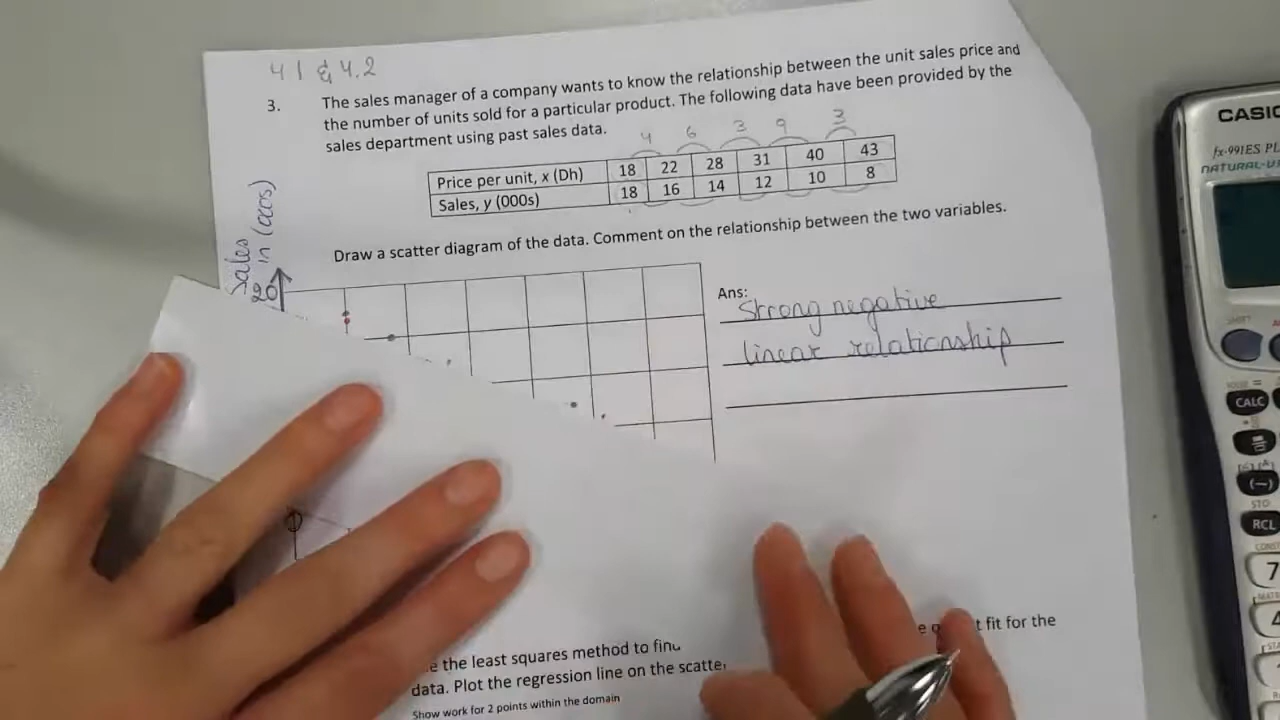 4.1 & 4.2
3. The sales manager of a company wants to know the relationship between the unit sales price and
the number of units sold for a particular product. The following data have been provided by the
sales department using past sales data.
4 6 3 9 3
Price per unit, x (Dh) 18 22 28 31 40 43
Sales, y (000s) 18 16 14 12 10 8
Draw a scatter diagram of the data. Comment on the relationship between the two variables.
Sales
in (000s)
20
Ans:
Strong negative
linear relationship
the least squares method to
fit for the
data. Plot the regression line on the
Show work for 2 points within the domain
CASIO
fx-991ES PL
NATURAL-V
SHIFT
CALC
(−)
STO
RCL
7